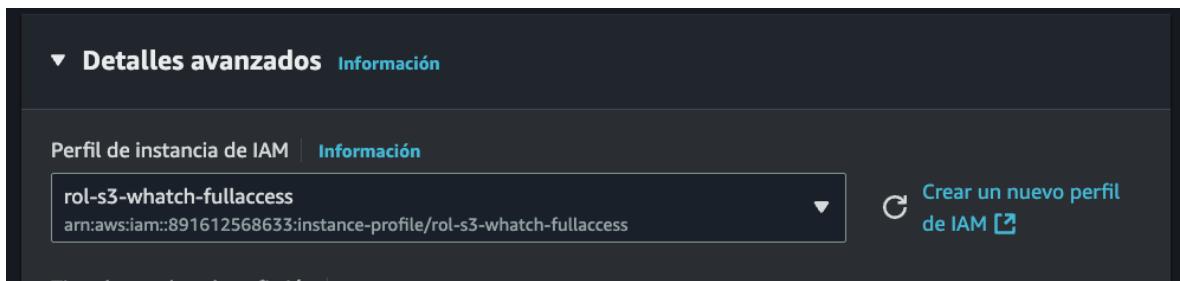 Detalles avanzados Información
Perfil de instancia de IAM Información
rol-s3-whatch-fullaccess
arn:aws:iam::891612568633:instance-profile/rol-s3-whatch-fullaccess
Crear un nuevo perfil
de IAM